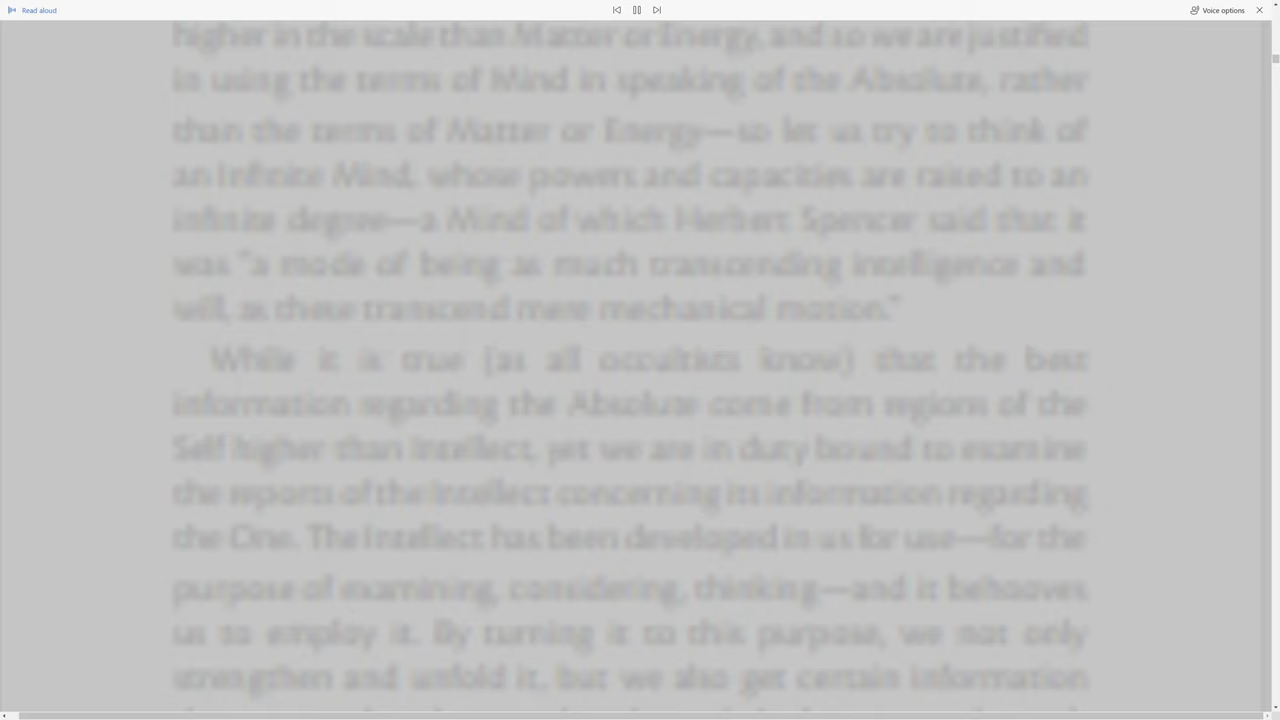 Read aloud
Voice options
higher in the scale than Matter or Energy, and so we are justified
in using the terms of Mind in speaking of the Absolute, rather
than the terms of Matter or Energy—so let us try to think of
an Infinite Mind, whose powers and capacities are raised to an
infinite degree—a Mind of which Herbert Spencer said that it
was “a mode of being as much transcending intelligence and
will, as these transcend mere mechanical motion.”
While it is true (as all occultists know) that the best
information regarding the Absolute come from regions of the
Self higher than Intellect, yet we are in duty bound to examine
the reports of the Intellect concerning its information regarding
the One. The Intellect has been developed in us for use—for the
purpose of examining, considering, thinking—and it behooves
us to employ it. By turning it to this purpose, we not only
strengthen and unfold it, but we also get certain information